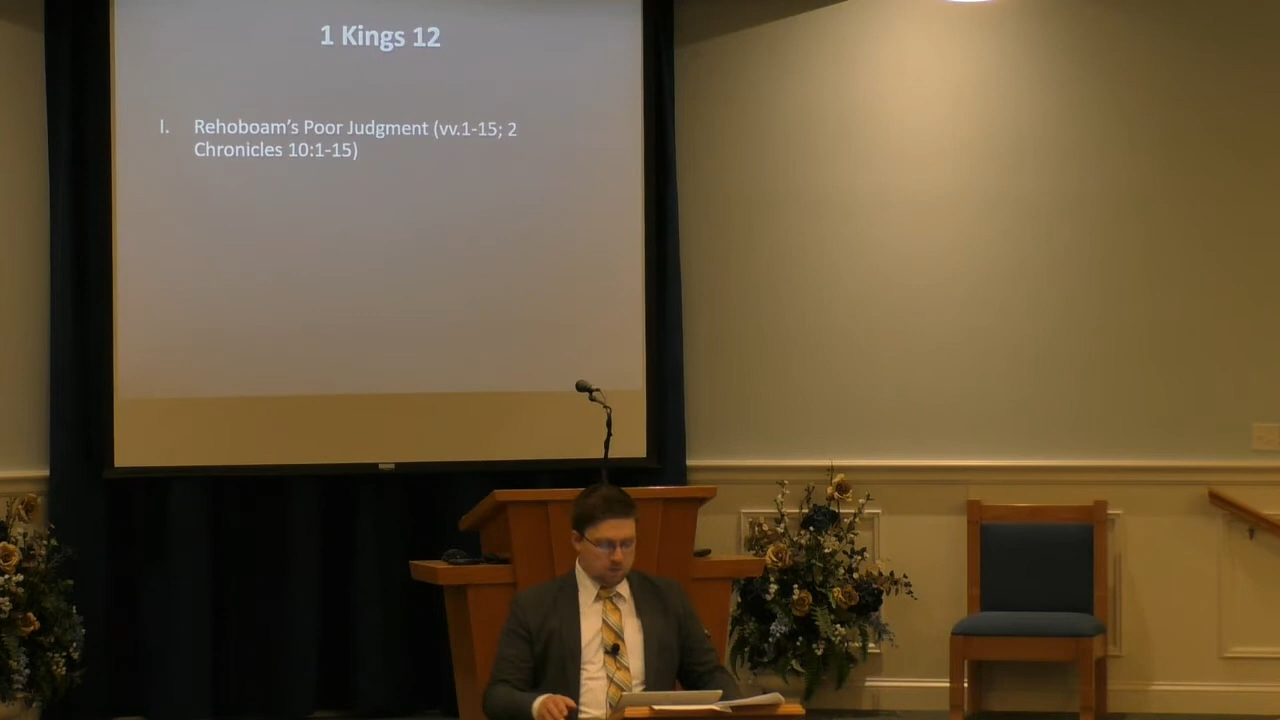 1 Kings 12
I. Rehoboam's Poor Judgment (vv.1-15; 2
Chronicles 10:1-15)